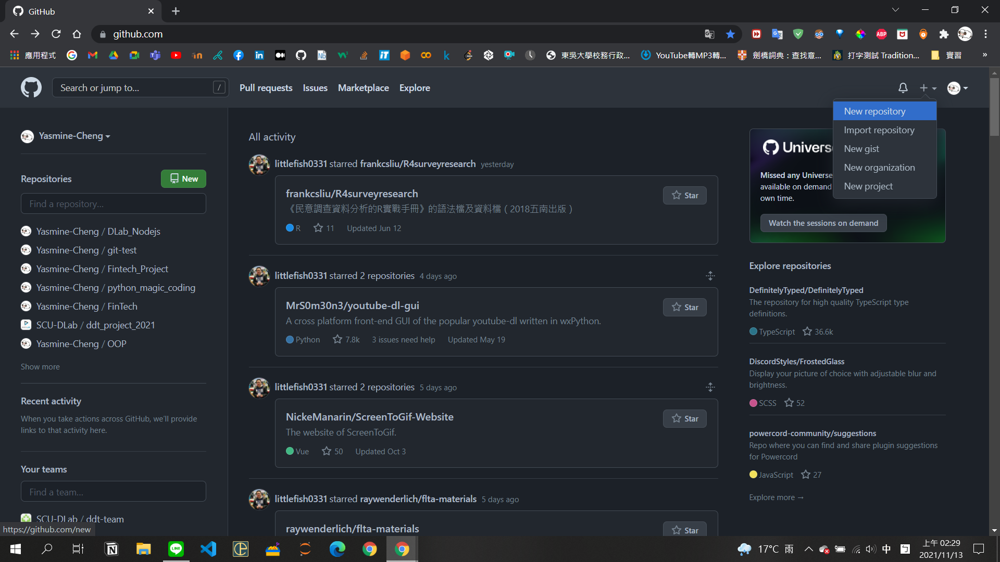 GitHub
github.com
應用程式
東吳大學校務行政...
YouTube轉MP3轉...
劍橋詞典：查找意...
打字測試 Tradition...
實習
»
Search or jump to...
/
Pull requests
Issues
Marketplace
Explore
New repository
Import repository
New gist
New organization
New project
Yasmine-Cheng
Repositories
New
Find a repository...
Yasmine-Cheng / DLab_Nodejs
Yasmine-Cheng / git-test
Yasmine-Cheng / Fintech_Project
Yasmine-Cheng / python_magic_coding
Yasmine-Cheng / FinTech
SCU-DLab / ddt_project_2021
Yasmine-Cheng / OOP
Show more
Recent activity
When you take actions across GitHub, we'll provide
links to that activity here.
Your teams
Find a team...
SCU-DLab / ddt-team
https://github.com/new
All activity
littlefish0331 starred frankcsliu/R4surveyresearch yesterday
frankcsliu/R4surveyresearch
Star
《民意調查資料分析的R實戰手冊》的語法檔及資料檔（2018五南出版）
R 11 Updated Jun 12
littlefish0331 starred 2 repositories 4 days ago
MrS0m30n3/youtube-dl-gui
Star
A cross platform front-end GUI of the popular youtube-dl written in wxPython.
Python 7.8k 3 issues need help Updated May 19
littlefish0331 starred 2 repositories 5 days ago
NickeManarin/ScreenToGif-Website
Star
The website of ScreenToGif.
Vue 50 Updated Oct 3
littlefish0331 starred raywenderlich/flta-materials 5 days ago
raywenderlich/flta-materials
Star
Universe
Missed any Universe
available on demand
own time.
Watch the sessions on demand
Explore repositories
DefinitelyTyped/DefinitelyTyped
The repository for high quality TypeScript type
definitions.
TypeScript 36.6k
DiscordStyles/FrostedGlass
Display your picture of choice with adjustable blur and
brightness.
SCSS 52
powercord-community/suggestions
Repo where you can find and share plugin suggestions
for Powercord
JavaScript 27
Explore more →
17°C 雨
中
上午 02:29
2021/11/13